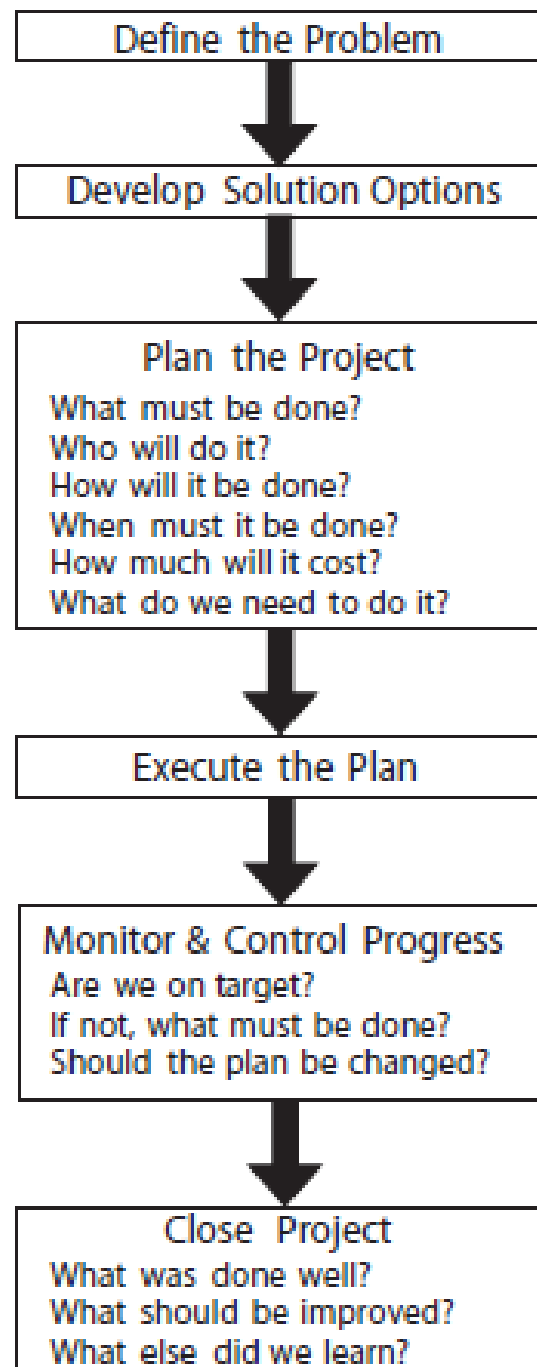 Define the Problem
Develop Solution Options
Plan the Project
What must be done?
Who will do it?
How will it be done?
When must it be done?
How much will it cost?
What do we need to do it?
Execute the Plan
Monitor & Control Progress
Are we on target?
If not, what must be done?
Should the plan be changed?
Close Project
What was done well?
What should be improved?
What else did we learn?